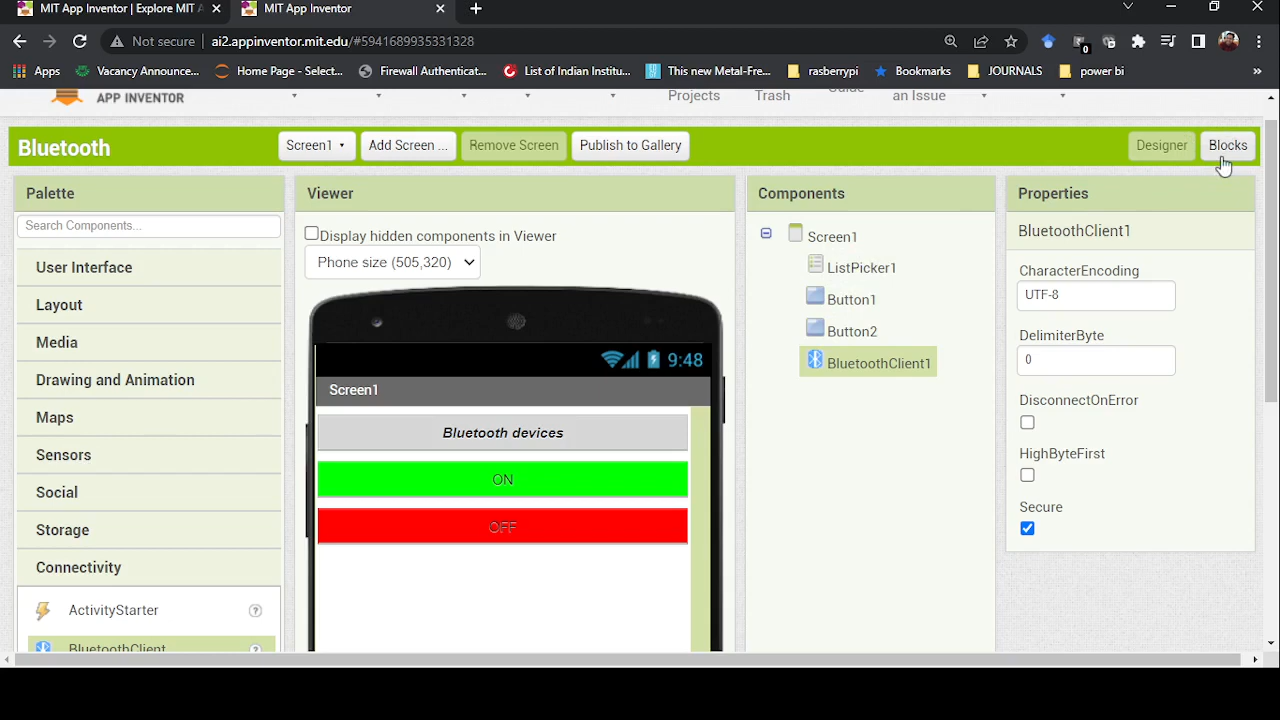 MIT App Inventor | Explore MIT A
MIT App Inventor
Not secure
ai2.appinventor.mit.edu/#5941689935331328
0
Apps
Vacancy Announce...
Home Page - Select...
Firewall Authenticat...
List of Indian Institu...
This new Metal-Fre...
rasberrypi
Bookmarks
JOURNALS
power bi
»
APP INVENTOR
Projects
Trash
Guide
an Issue
Bluetooth
Screen1
Add Screen ...
Remove Screen
Publish to Gallery
Designer
Blocks
Palette
Search Components...
User Interface
Layout
Media
Drawing and Animation
Maps
Sensors
Social
Storage
Connectivity
ActivityStarter
BluetoothClient
Viewer
Display hidden components in Viewer
Phone size (505,320)
9:48
Screen1
Bluetooth devices
ON
OFF
Components
Screen1
ListPicker1
Button1
Button2
BluetoothClient1
Properties
BluetoothClient1
CharacterEncoding
UTF-8
DelimiterByte
0
DisconnectOnError
HighByteFirst
Secure